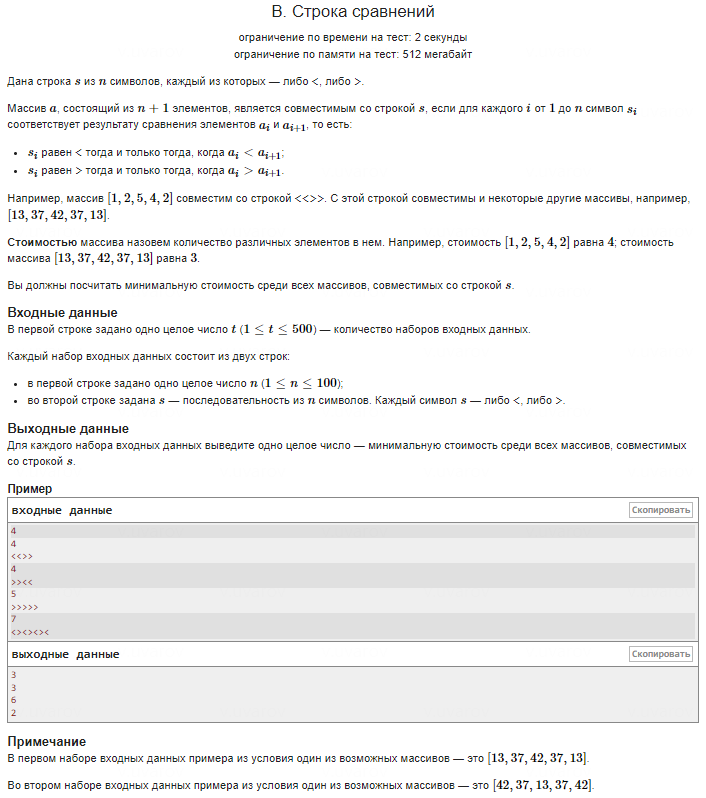 B. Строка сравнений
ограничение по времени на тест: 2 секунды
ограничение по памяти на тест: 512 мегабайт
Дана строка s из n символов, каждый из которых — либо <, либо >.
Массив a, состоящий из n + 1 элементов, является совместимым со строкой s, если для каждого i от 1 до n символ s_i
соответствует результату сравнения элементов a_i и a_{i+1}, то есть:
• s_i равен < тогда и только тогда, когда a_i < a_{i+1};
• s_i равен > тогда и только тогда, когда a_i > a_{i+1}.
Например, массив [1, 2, 5, 4, 2] совместим со строкой <<>>. С этой строкой совместимы и некоторые другие массивы, например,
[13, 37, 42, 37, 13].
Стоимостью массива назовем количество различных элементов в нем. Например, стоимость [1, 2, 5, 4, 2] равна 4; стоимость
массива [13, 37, 42, 37, 13] равна 3.
Вы должны посчитать минимальную стоимость среди всех массивов, совместимых со строкой s.
Входные данные
В первой строке задано одно целое число t (1 ≤ t ≤ 500) — количество наборов входных данных.
Каждый набор входных данных состоит из двух строк:
• в первой строке задано одно целое число n (1 ≤ n ≤ 100);
• во второй строке задана s — последовательность из n символов. Каждый символ s — либо <, либо >.
Выходные данные
Для каждого набора входных данных выведите одно целое число — минимальную стоимость среди всех массивов, совместимых
со строкой s.
Пример
входные данные
Скопировать
4
4
<<>>
4
>><<
5
>>>>>
7
<><><><
выходные данные
Скопировать
3
3
6
2
Примечание
В первом наборе входных данных примера из условия один из возможных массивов — это [13, 37, 42, 37, 13].
Во втором наборе входных данных примера из условия один из возможных массивов — это [42, 37, 13, 37, 42].